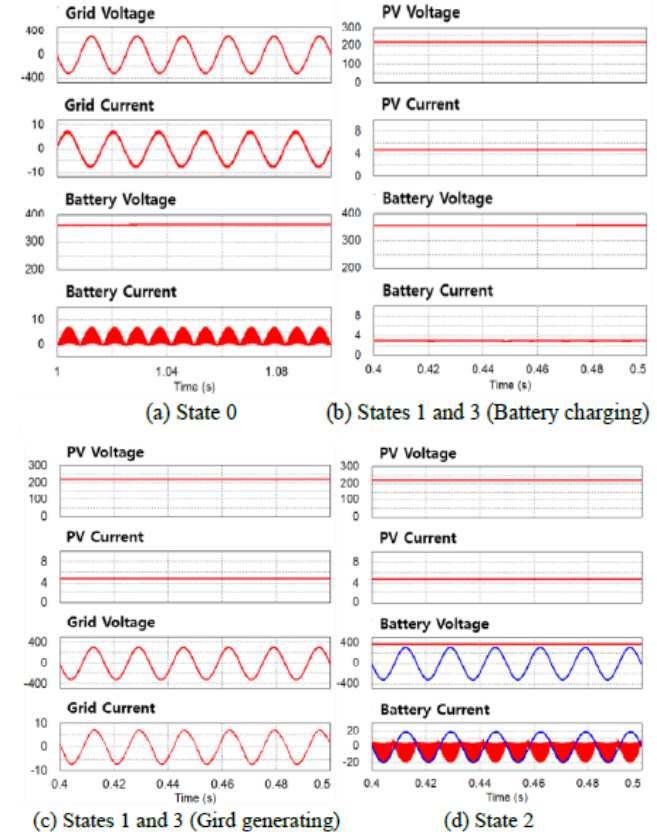 Grid Voltage
400
0
-400
Grid Current
10
0
-10
Battery Voltage
400
300
200
Battery Current
10
0
1 1.04 1.08
Time (s)
(a) State 0
PV Voltage
300
200
100
0
PV Current
8
4
0
Battery Voltage
400
300
200
Battery Current
8
4
0
0.4 0.42 0.44 0.46 0.48 0.5
Time (s)
(b) States 1 and 3 (Battery charging)
PV Voltage
300
200
100
0
PV Current
8
4
0
Grid Voltage
400
0
-400
Grid Current
10
0
-10
0.4 0.42 0.44 0.46 0.48 0.5
Time (s)
(c) States 1 and 3 (Gird generating)
PV Voltage
300
200
100
0
PV Current
8
4
0
Battery Voltage
400
0
-400
Battery Current
20
0
-20
0.4 0.42 0.44 0.46 0.48 0.5
Time (s)
(d) State 2